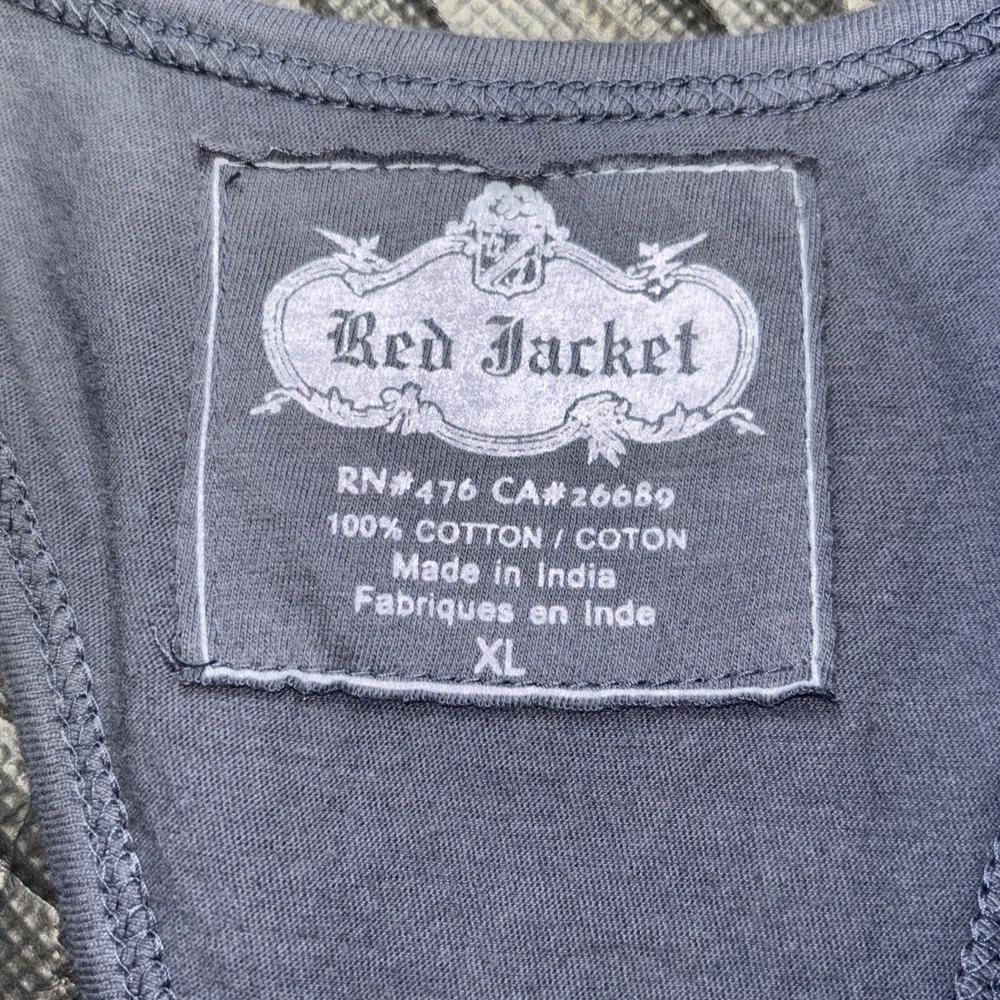 Red Jacket
RN#476 CA#26689
100% COTTON / COTON
Made in India
Fabriques en Inde
XL